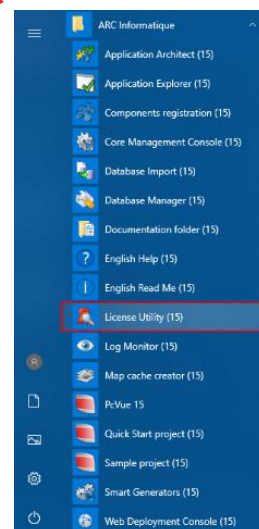 ARC Informatique
Application Architect (15)
Application Explorer (15)
Components registration (15)
Core Management Console (15)
Database Import (15)
Database Manager (15)
Documentation folder (15)
English Help (15)
English Read Me (15)
License Utility (15)
Log Monitor (15)
Map cache creator (15)
PcVue 15
Quick Start project (15)
Sample project (15)
Smart Generators (15)
Web Deployment Console (15)